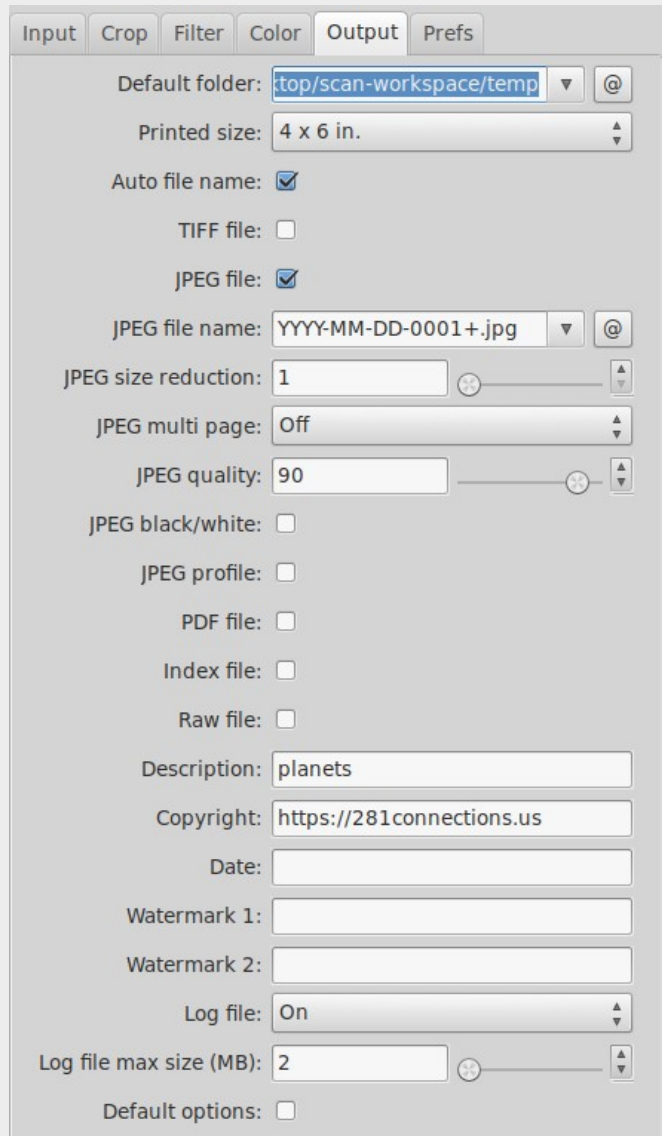 Input Crop Filter Color Output Prefs
Default folder: ktop/scan-workspace/temp @
Printed size: 4 x 6 in.
Auto file name:
TIFF file:
JPEG file:
JPEG file name: YYYY-MM-DD-0001+.jpg @
JPEG size reduction: 1
JPEG multi page: Off
JPEG quality: 90
JPEG black/white:
JPEG profile:
PDF file:
Index file:
Raw file:
Description: planets
Copyright: https://281connections.us
Date:
Watermark 1:
Watermark 2:
Log file: On
Log file max size (MB): 2
Default options: